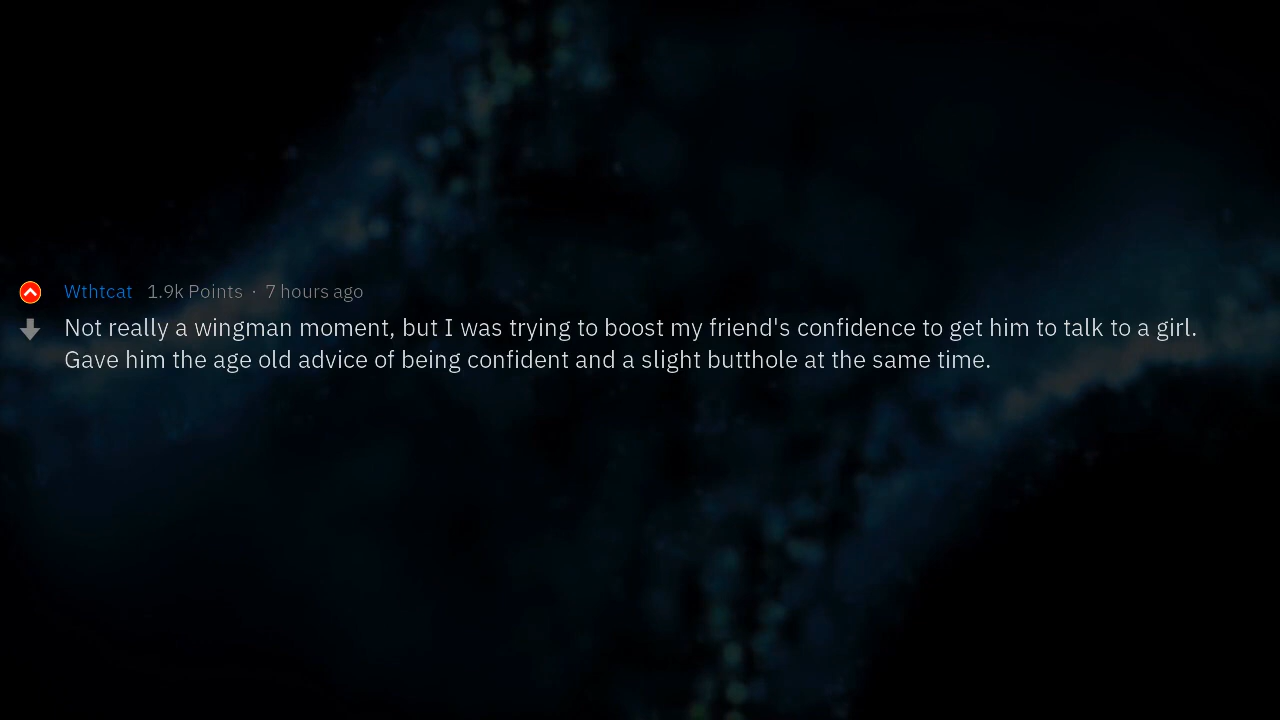 Wthtcat 1.9k Points · 7 hours ago
Not really a wingman moment, but I was trying to boost my friend's confidence to get him to talk to a girl.
Gave him the age old advice of being confident and a slight butthole at the same time.